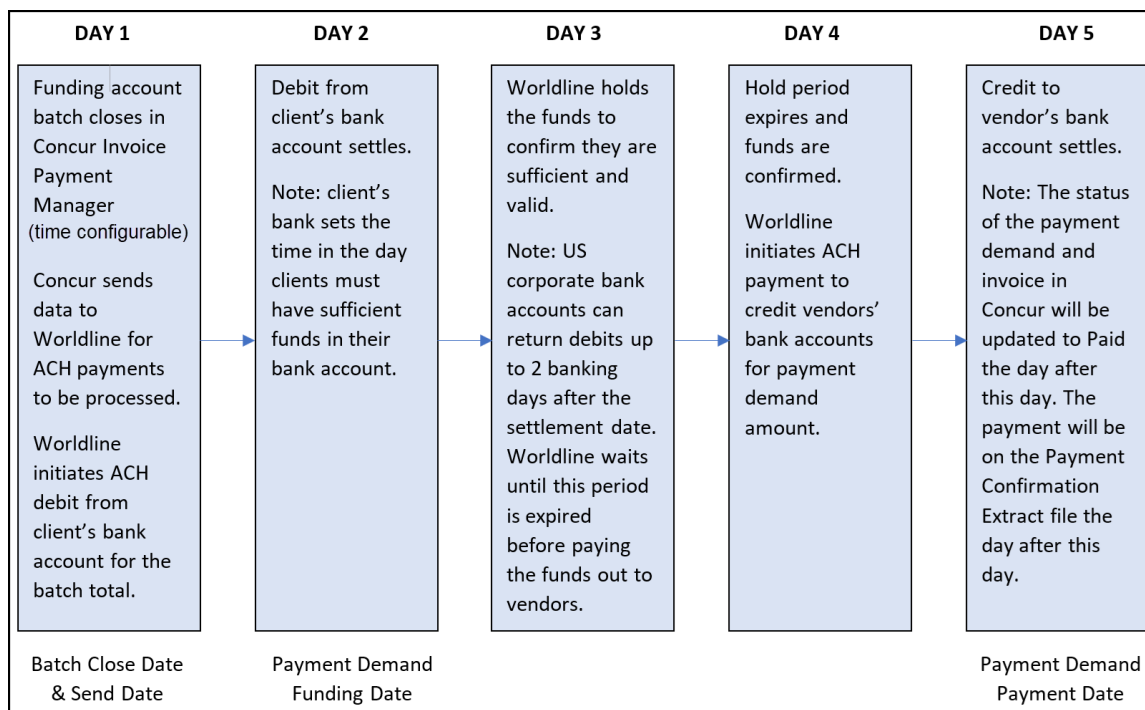 DAY 1
Funding account
batch closes in
Concur Invoice
Payment
Manager
(time configurable)
Concur sends
data to
Worldline for
ACH payments
to be processed.
Worldline
initiates ACH
debit from
client’s bank
account for the
batch total.
Batch Close Date
& Send Date
DAY 2
Debit from
client’s bank
account settles.
Note: client’s
bank sets the
time in the day
clients must
have sufficient
funds in their
bank account.
Payment Demand
Funding Date
DAY 3
Worldline holds
the funds to
confirm they are
sufficient and
valid.
Note: US
corporate bank
accounts can
return debits up
to 2 banking
days after the
settlement date.
Worldline waits
until this period
is expired
before paying
the funds out to
vendors.
DAY 4
Hold period
expires and
funds are
confirmed.
Worldline
initiates ACH
payment to
credit vendors’
bank accounts
for payment
demand
amount.
DAY 5
Credit to
vendor’s bank
account settles.
Note: The status
of the payment
demand and
invoice in
Concur will be
updated to Paid
the day after
this day. The
payment will be
on the Payment
Confirmation
Extract file the
day after this
day.
Payment Demand
Payment Date